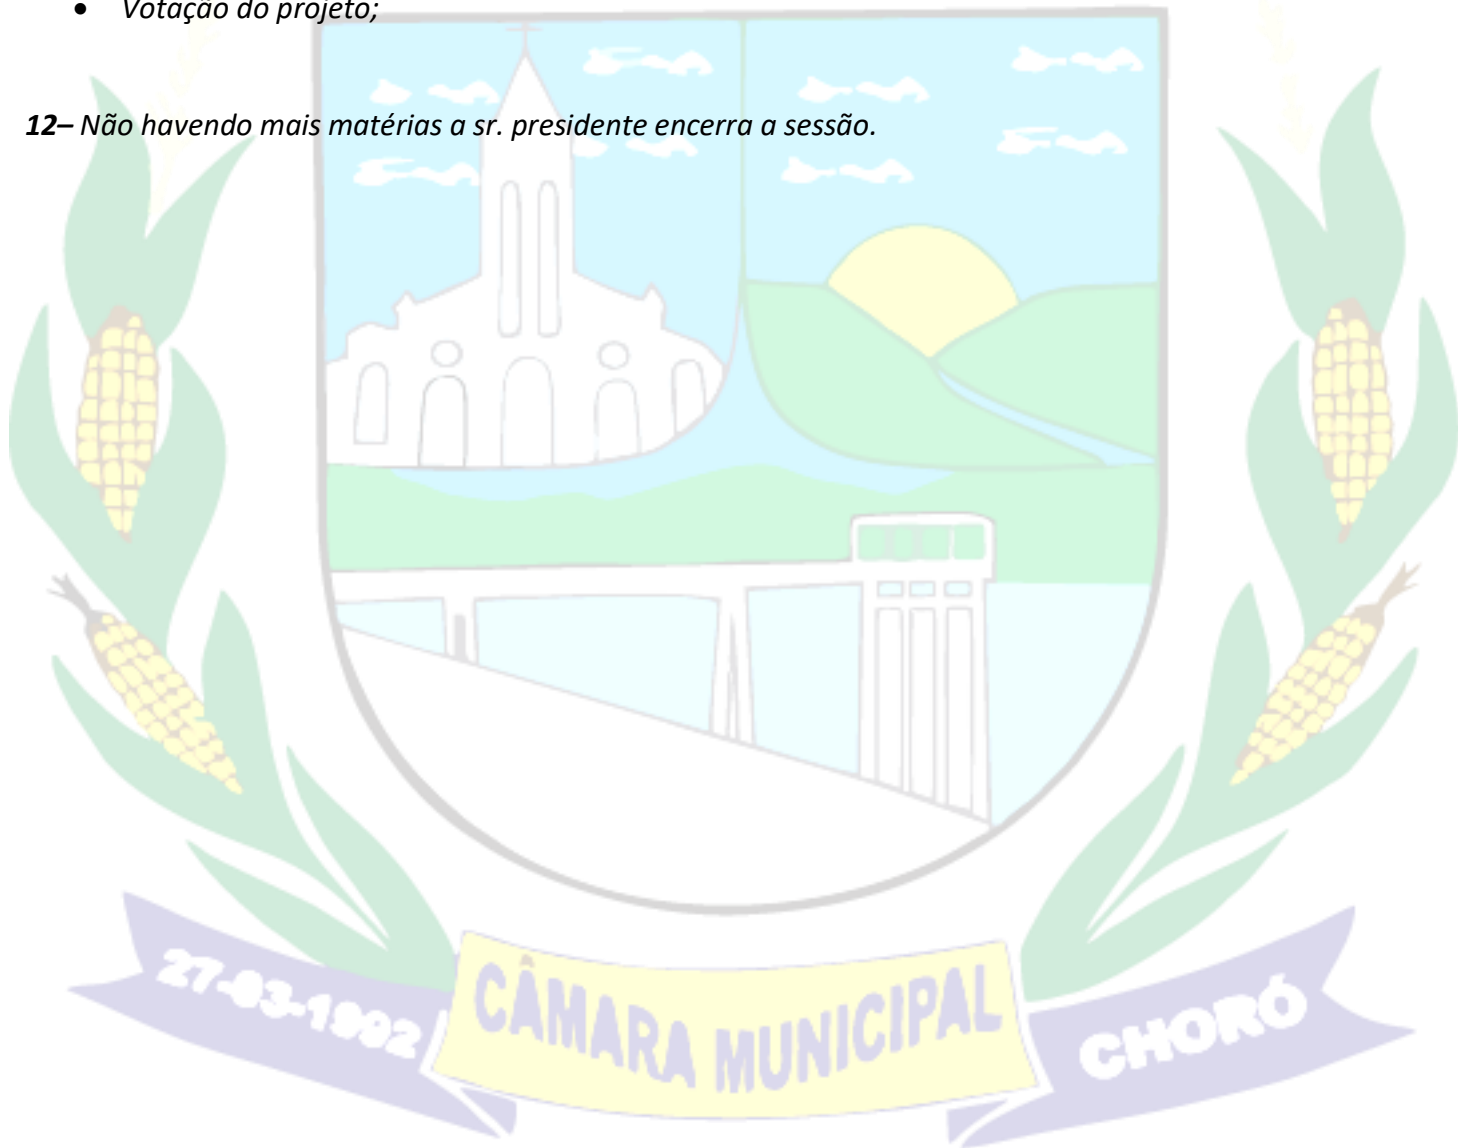 • Votação do projeto;
12– Não havendo mais matérias a sr. presidente encerra a sessão.
27-03-1992
CÂMARA MUNICIPAL
CHORÓ